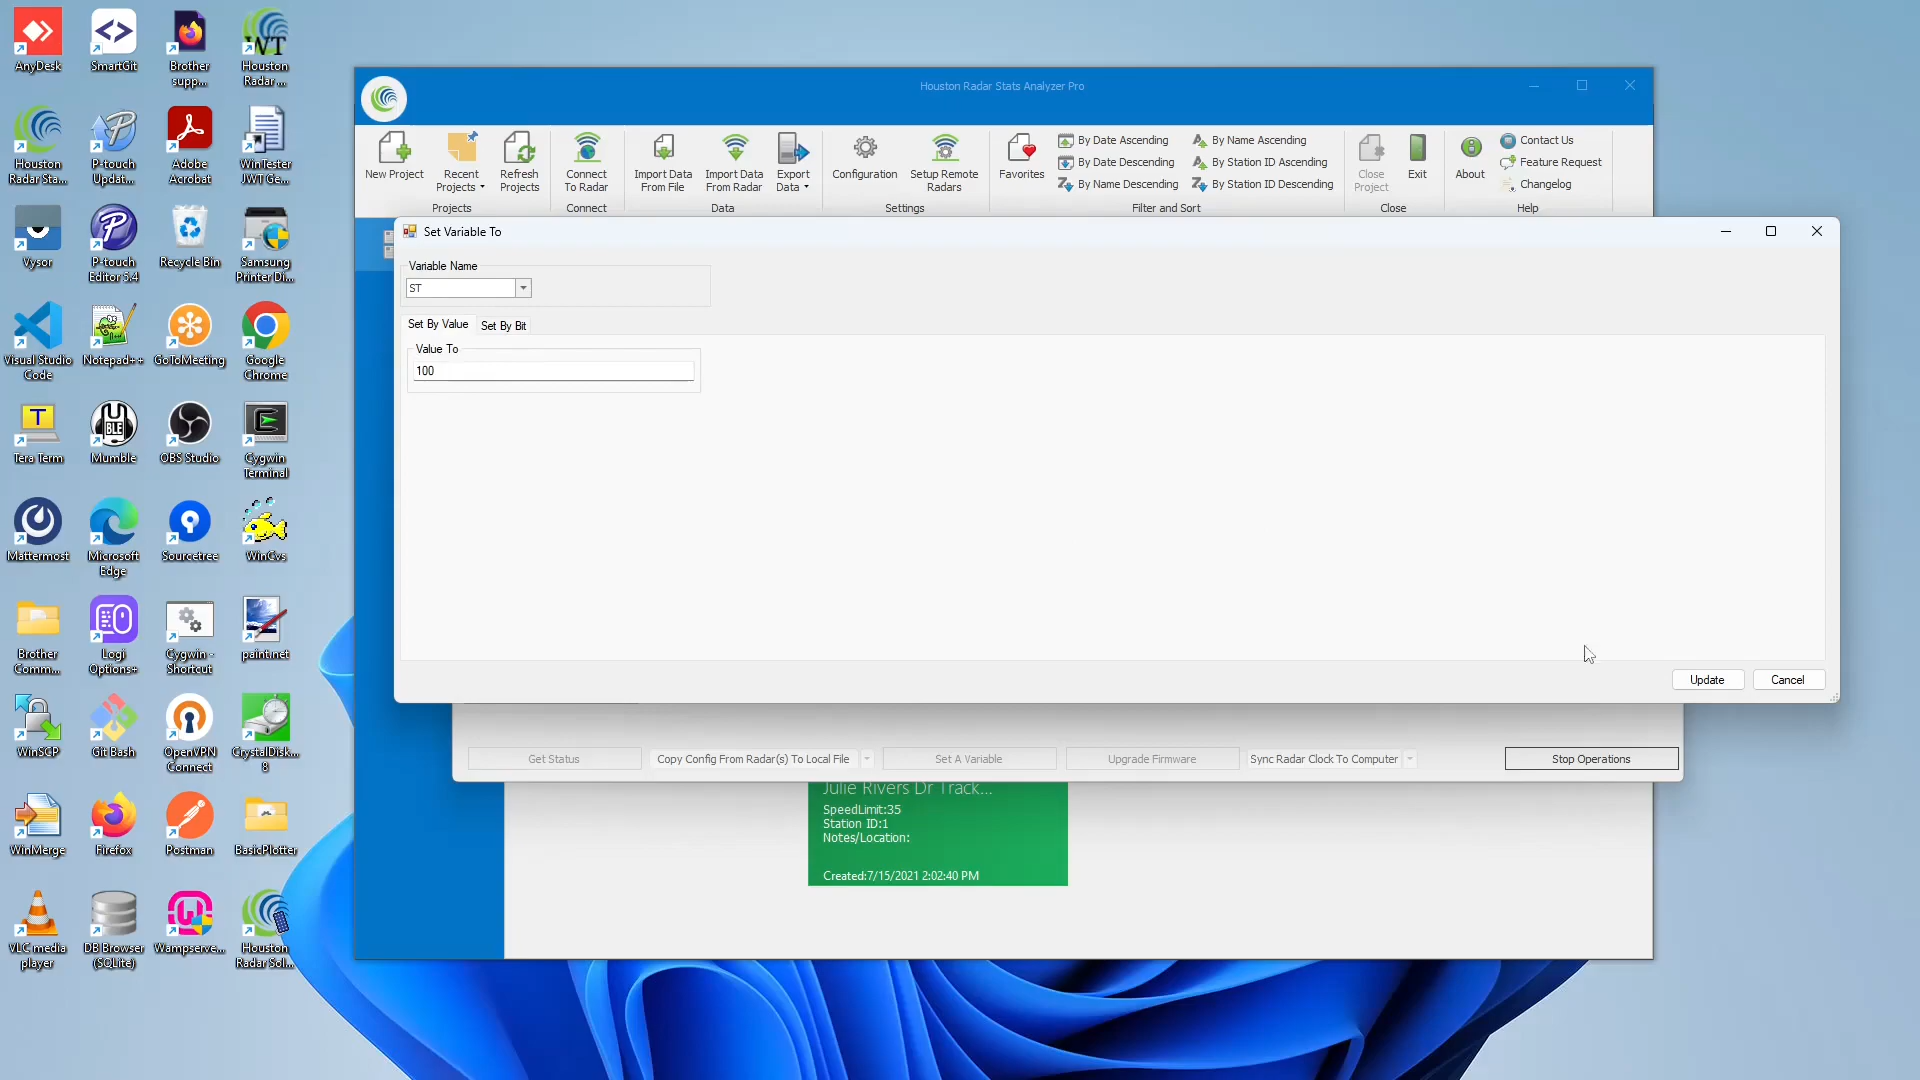 AnyDesk
SmartGit
Brother supp...
Houston Radar ...
Houston Radar Sta...
P-touch Updat...
Adobe Acrobat
WinTester JWT Ge...
Vysor
P-touch Editor 5.4
Recycle Bin
Samsung Printer Di...
Visual Studio Code
Notepad++
GoToMeeting
Google Chrome
Tera Term
Mumble
OBS Studio
Cygwin Terminal
Mattermost
Microsoft Edge
Sourcetree
WinCvs
Brother Comm...
Logi Options+
Cygwin - Shortcut
paint.net
WinSCP
Git Bash
OpenVPN Connect
CrystalDisk... 8
WinMerge
Firefox
Postman
BasicPlotter
VLC media player
DB Browser (SQLite)
Wampserve...
Houston Radar Sol...
Houston Radar Stats Analyzer Pro
New Project
Recent Projects
Refresh Projects
Projects
Connect To Radar
Connect
Import Data From File
Import Data From Radar
Export Data
Data
Configuration
Setup Remote Radars
Settings
Favorites
By Date Ascending
By Date Descending
By Name Descending
By Name Ascending
By Station ID Ascending
By Station ID Descending
Filter and Sort
Close Project
Exit
Close
About
Contact Us
Feature Request
Changelog
Help
Set Variable To
Variable Name
ST
Set By Value
Set By Bit
Value To
100
Update
Cancel
Get Status
Copy Config From Radar(s) To Local File
Set A Variable
Upgrade Firmware
Sync Radar Clock To Computer
Stop Operations
Julie Rivers Dr Track...
SpeedLimit:35
Station ID:1
Notes/Location:
Created:7/15/2021 2:02:40 PM